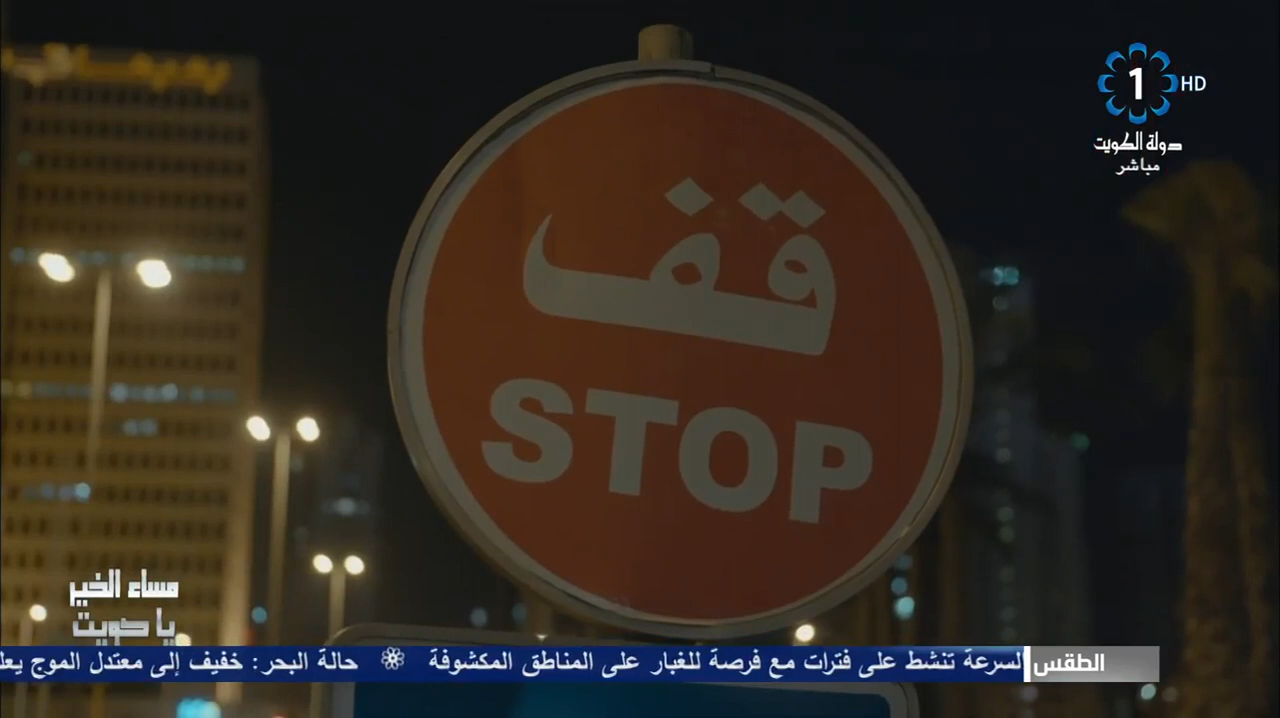 1 HD
دولة الكويت
مباشر
قف
STOP
مساء الخير
يا كويت
الطقس
السرعة تنشط على فترات مع فرصة للغبار على المناطق المكشوفة
حالة البحر: خفيف إلى معتدل الموج